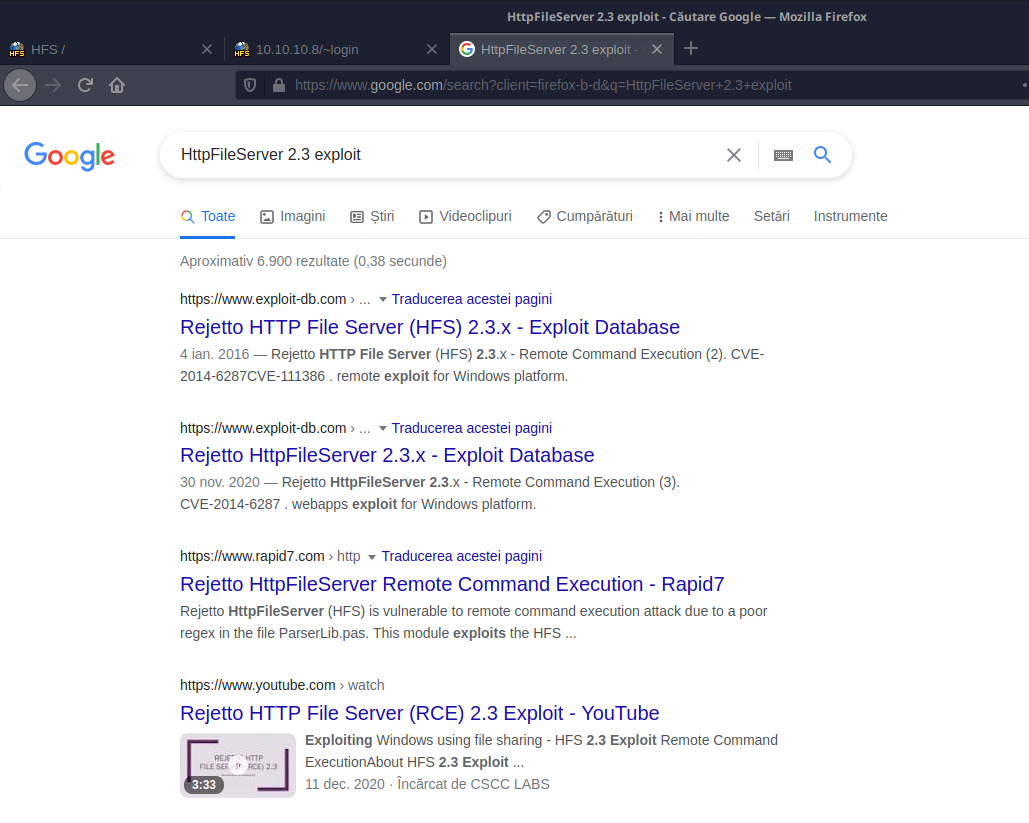 HttpFileServer 2.3 exploit - Căutare Google — Mozilla Firefox
HFS /
10.10.10.8/~login
HttpFileServer 2.3 exploit -
https://www.google.com/search?client=firefox-b-d&q=HttpFileServer+2.3+exploit
Google
HttpFileServer 2.3 exploit
Toate Imagini Știri Videoclipuri Cumpărături Mai multe Setări Instrumente
Aproximativ 6.900 rezultate (0,38 secunde)
https://www.exploit-db.com › ... Traducerea acestei pagini
Rejetto HTTP File Server (HFS) 2.3.x - Exploit Database
4 ian. 2016 — Rejetto HTTP File Server (HFS) 2.3.x - Remote Command Execution (2). CVE-
2014-6287CVE-111386 . remote exploit for Windows platform.
https://www.exploit-db.com › ... Traducerea acestei pagini
Rejetto HttpFileServer 2.3.x - Exploit Database
30 nov. 2020 — Rejetto HttpFileServer 2.3.x - Remote Command Execution (3).
CVE-2014-6287 . webapps exploit for Windows platform.
https://www.rapid7.com › http Traducerea acestei pagini
Rejetto HttpFileServer Remote Command Execution - Rapid7
Rejetto HttpFileServer (HFS) is vulnerable to remote command execution attack due to a poor
regex in the file ParserLib.pas. This module exploits the HFS ...
https://www.youtube.com › watch
Rejetto HTTP File Server (RCE) 2.3 Exploit - YouTube
3:33
Exploiting Windows using file sharing - HFS 2.3 Exploit Remote Command
ExecutionAbout HFS 2.3 Exploit ...
11 dec. 2020 · Încărcat de CSCC LABS